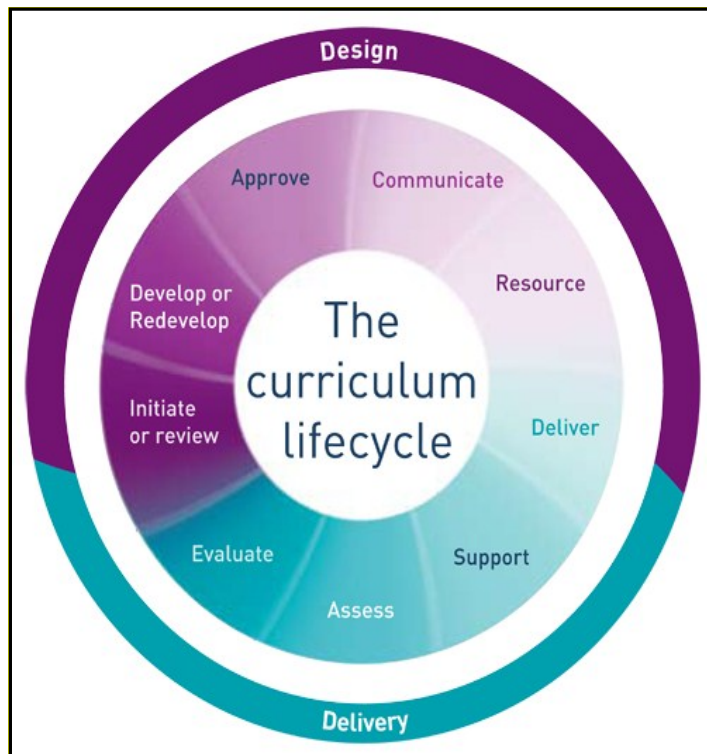 Design
Approve
Communicate
Resource
Develop or
Redevelop
The
curriculum
lifecycle
Initiate
or review
Deliver
Evaluate
Support
Assess
Delivery